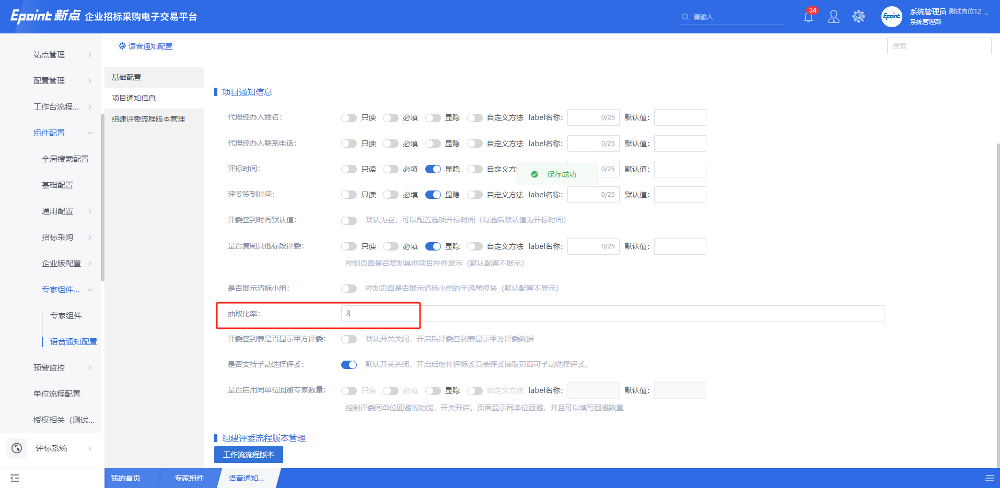 Epoint 新点 企业招标采购电子交易平台
请输入
34
Epoint
系统管理员 测试岗位12
系统管理部
站点管理
配置管理
工作台流程...
组件配置
全局搜索配置
基础配置
通用配置
招标采购
企业版配置
专家组件...
专家组件
语音通知配置
预警监控
单位流程配置
授权相关（测试...
评标系统
语音通知配置
搜索
基础配置
项目通知信息
组建评委流程版本管理
项目通知信息
代理经办人姓名： 只读 必填 显隐 自定义方法 label名称： 0/25 默认值：
代理经办人联系电话： 只读 必填 显隐 自定义方法 label名称： 0/25 默认值：
评标时间： 只读 必填 显隐 自定义方 0/25 默认值：
保存成功
评委签到时间： 只读 必填 显隐 自定义方法 label名称： 0/25 默认值：
评委签到时间默认值： 默认为空，可以配置选项开标时间（勾选后默认值为开标时间）
是否复制其他标段评委： 只读 必填 显隐 自定义方法 label名称： 0/25 默认值：
控制页面是否复制其他项目控件展示（默认配置不展示）
是否展示清标小组： 控制页面是否展示请标小组的手风琴模块（默认配置不显示）
抽取比率： 3
评委签到表是否显示甲方评委： 默认开关关闭，开启后评委签到表显示甲方评委数据
是否支持手动选择评委： 默认开关关闭，开启后组件评标委员会评委抽取页面可手动选择评委。
是否启用同单位回避专家数量： 只读 必填 显隐 自定义方法 label名称： 默认值：
控制评委同单位回避的功能，开关开启，页面显示同单位回避，并且可以填写回避数量
组建评委流程版本管理
工作流流程版本
我的首页
专家组件
语音通知...